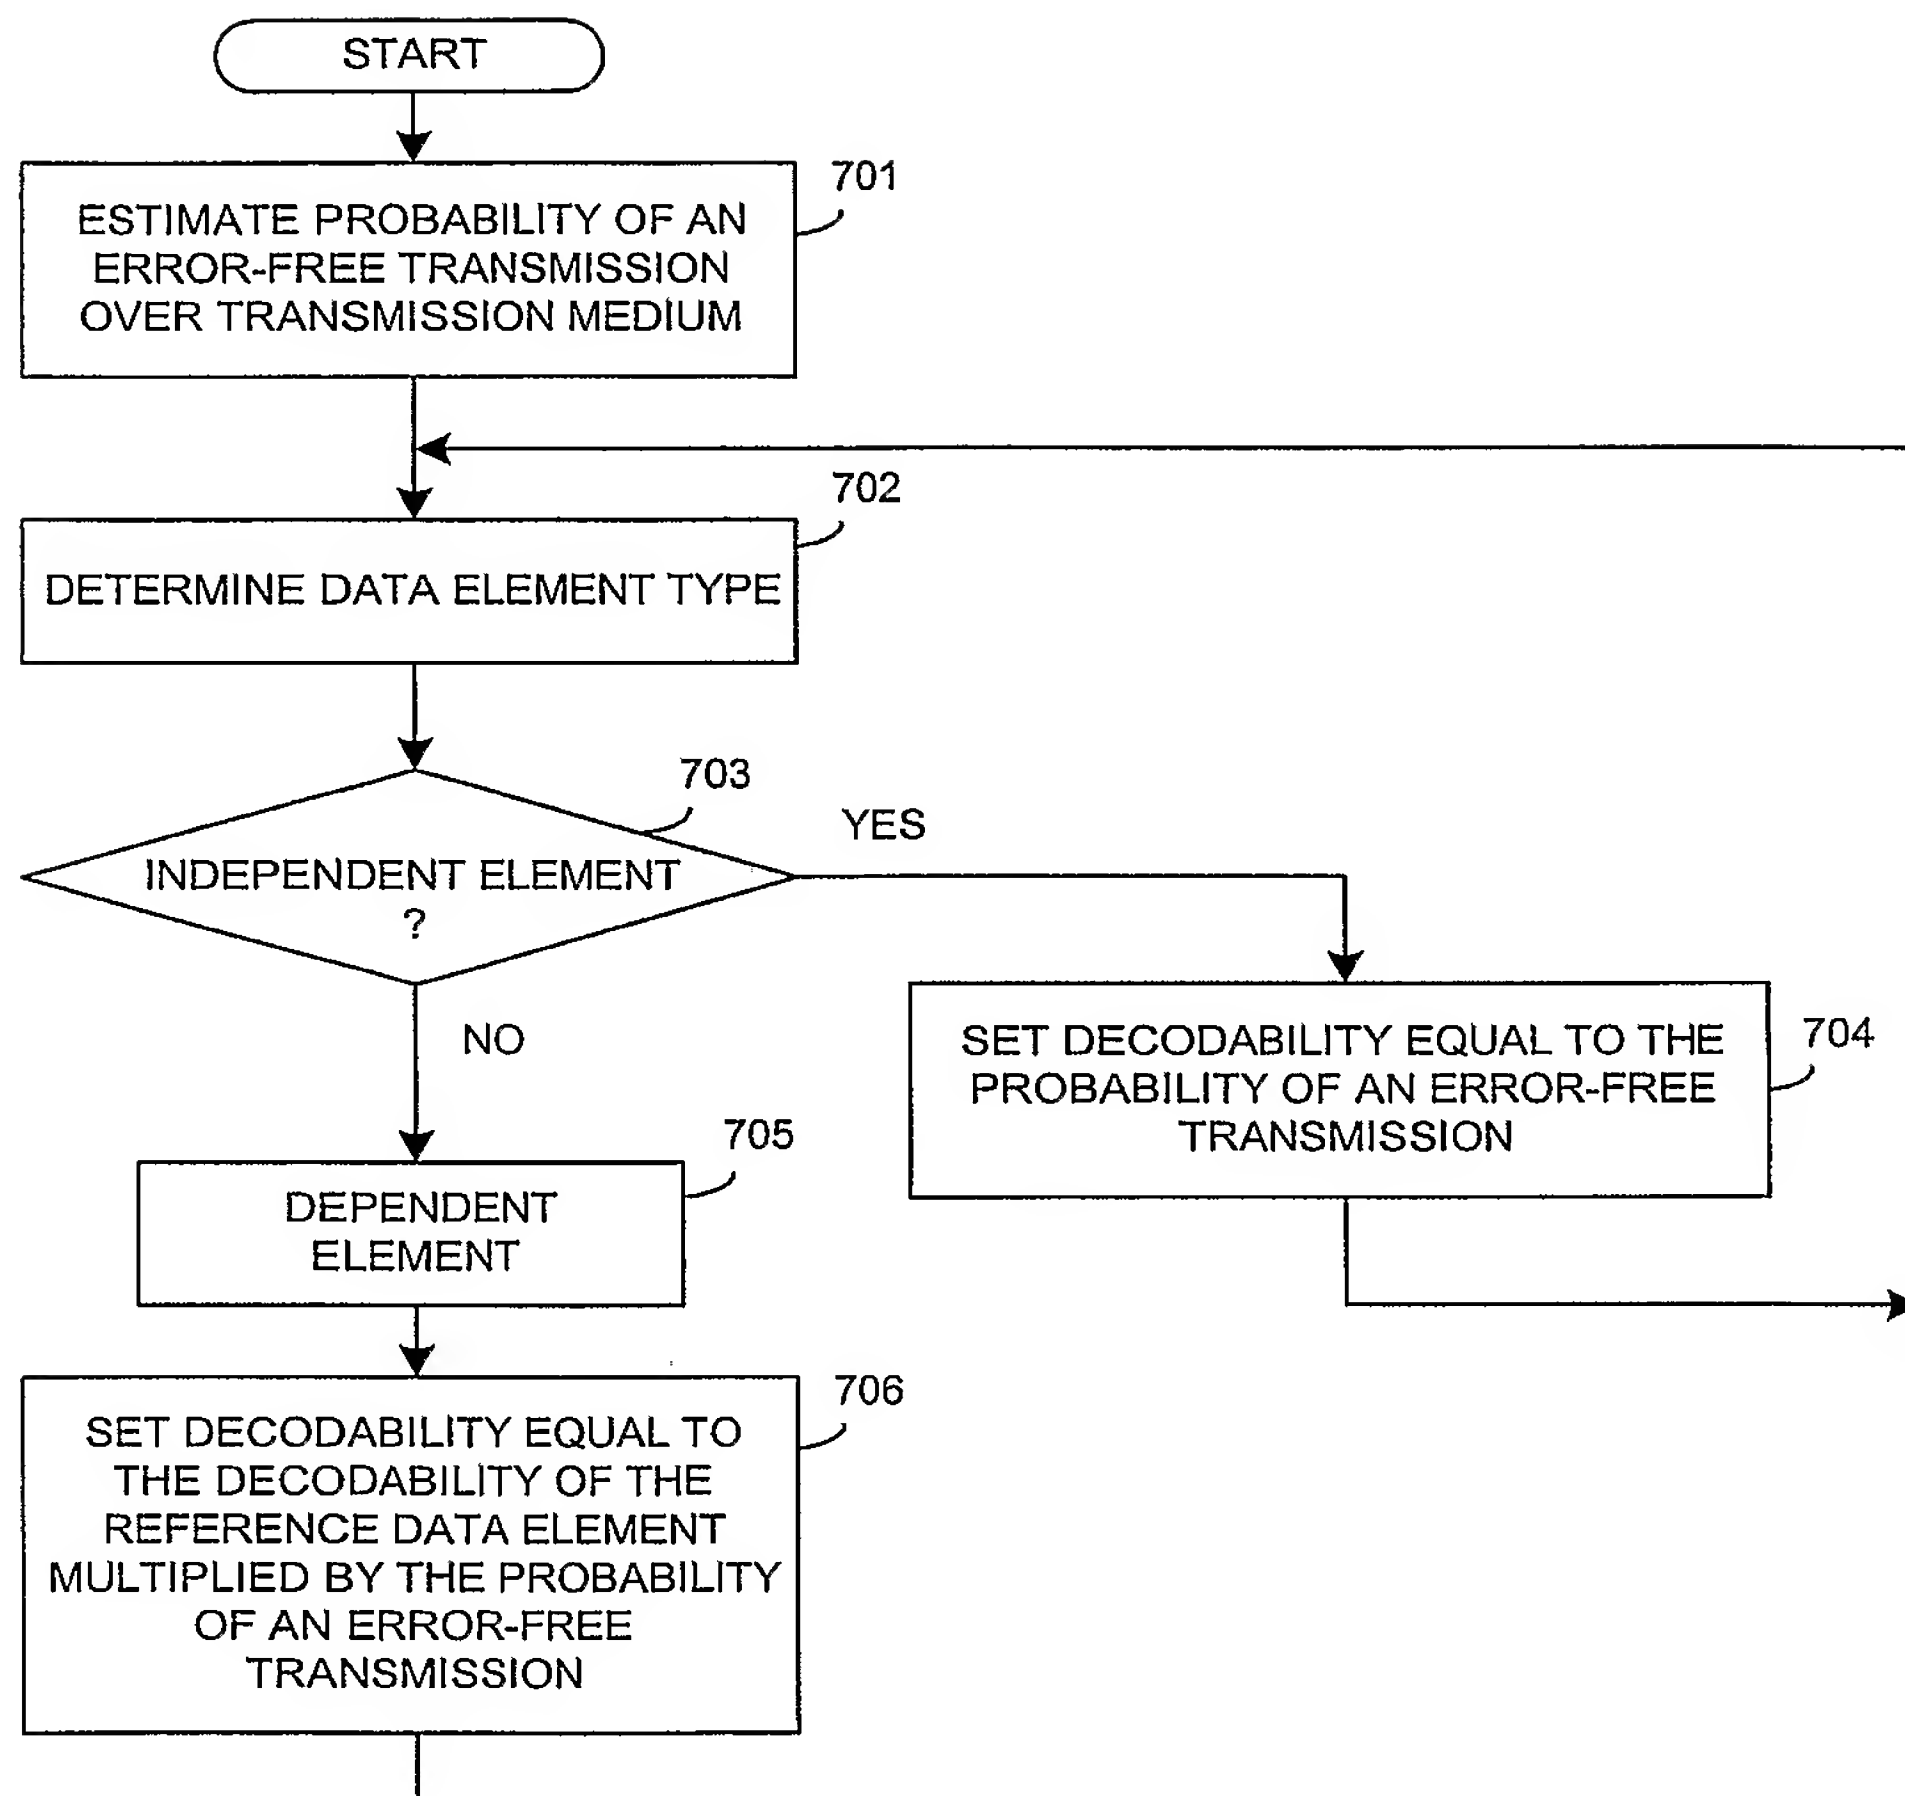 START
701
ESTIMATE PROBABILITY OF AN
ERROR-FREE TRANSMISSION
OVER TRANSMISSION MEDIUM
702
DETERMINE DATA ELEMENT TYPE
703
YES
INDEPENDENT ELEMENT
?
NO
704
SET DECODABILITY EQUAL TO THE
PROBABILITY OF AN ERROR-FREE
TRANSMISSION
705
DEPENDENT
ELEMENT
706
SET DECODABILITY EQUAL TO
THE DECODABILITY OF THE
REFERENCE DATA ELEMENT
MULTIPLIED BY THE PROBABILITY
OF AN ERROR-FREE
TRANSMISSION